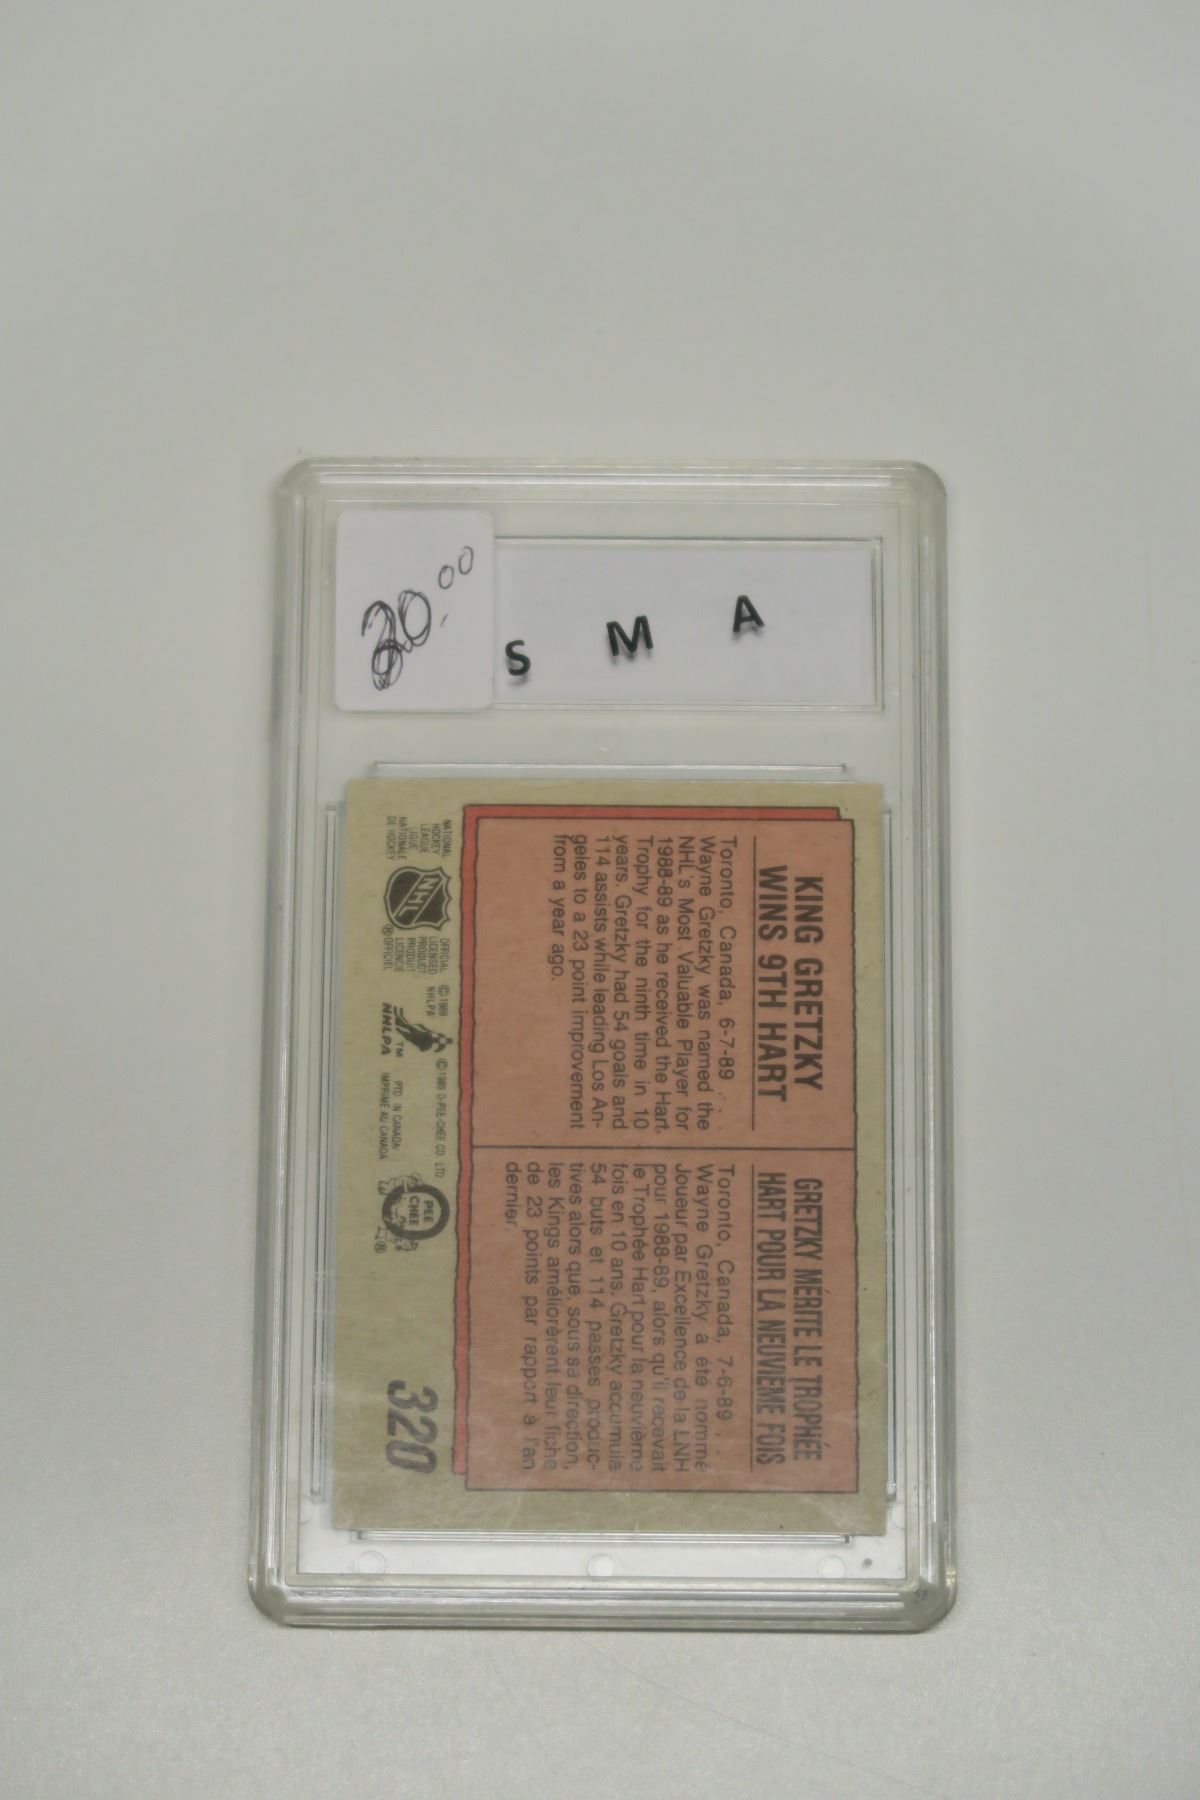 20.00
S M A
KING GRETZKY
WINS 9TH HART
Toronto, Canada, 6-7-89 . . .
Wayne Gretzky was named the
NHL's Most Valuable Player for
1988-89 as he received the Hart
Trophy for the ninth time in 10
years. Gretzky had 54 goals and
114 assists while leading Los An-
geles to a 23 point improvement
from a year ago.
GRETZKY MÉRITE LE TROPHÉE
HART POUR LA NEUVIÈME FOIS
Toronto, Canada, 7-6-89 . . .
Wayne Gretzky a été nommé
Joueur par Excellence de la LNH
pour 1988-89, alors qu'il recevait
le Trophée Hart pour la neuvième
fois en 10 ans. Gretzky accumula
54 buts et 114 passes produc-
tives alors que, sous sa direction,
les Kings améliorèrent leur fiche
de 23 points par rapport à l'an
dernier.
NATIONAL
HOCKEY
LEAGUE
LIGUE
NATIONALE
DE HOCKEY
NHL
®
OFFICIAL
LICENSED
PRODUCT
PRODUIT
LICENCIÉ
OFFICIEL
© 1989
NHLPA
TM
NHLPA
© 1989 O-PEE-CHEE CO. LTD
PTD. IN CANADA
IMPRIMÉ AU CANADA
PEE
CHEE
®
320